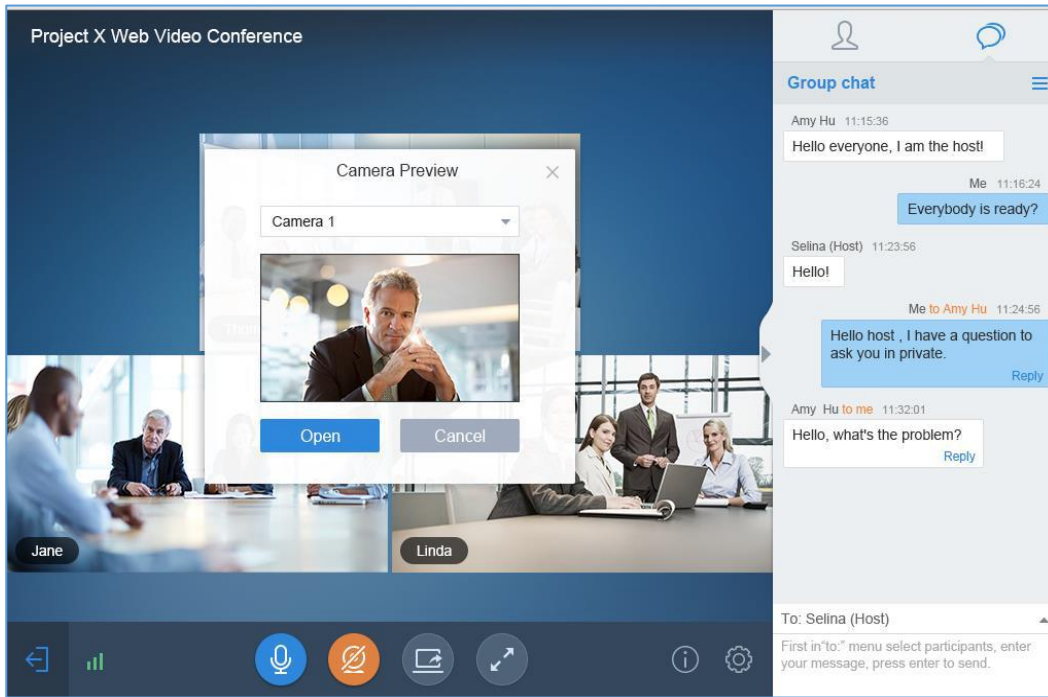 Project X Web Video Conference
Camera Preview
Camera 1
Open
Cancel
Jane
Linda
Group chat
Amy Hu 11:15:36
Hello everyone, I am the host!
Me 11:16:24
Everybody is ready?
Selina (Host) 11:23:56
Hello!
Me to Amy Hu 11:24:56
Hello host , I have a question to
ask you in private.
Reply
Amy Hu to me 11:32:01
Hello, what's the problem?
Reply
To: Selina (Host)
First in"to:" menu select participants, enter
your message, press enter to send.